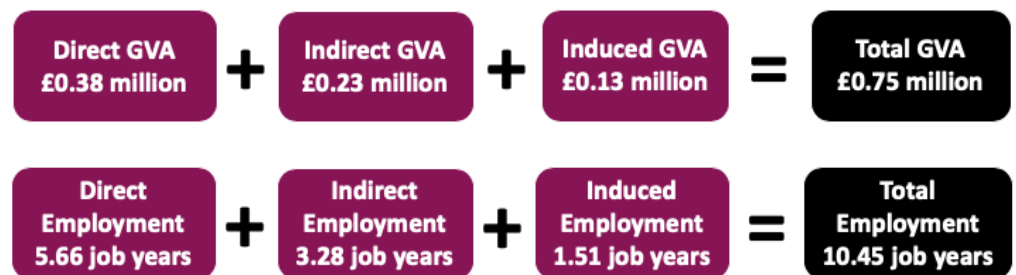 Direct GVA
£0.38 million
+
Indirect GVA
£0.23 million
+
Induced GVA
£0.13 million
=
Total GVA
£0.75 million
Direct
Employment
5.66 job years
+
Indirect
Employment
3.28 job years
+
Induced
Employment
1.51 job years
=
Total
Employment
10.45 job years